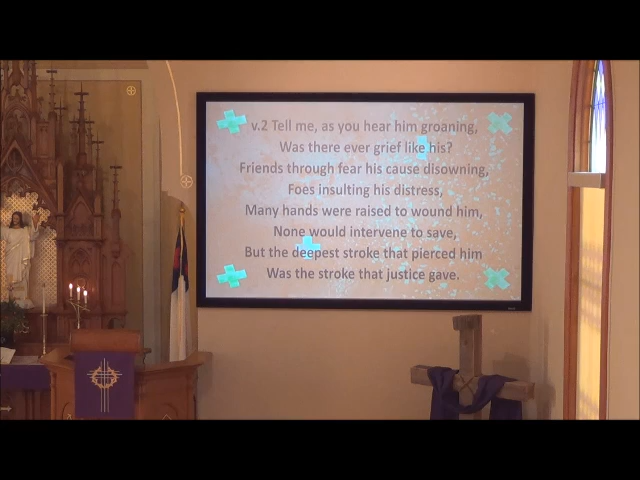 v.2 Tell me, as you hear him groaning,
Was there ever grief like his?
Friends through fear his cause disowning,
Foes insulting his distress,
Many hands were raised to wound him,
None would intervene to save,
But the deepest stroke that pierced him
Was the stroke that justice gave.